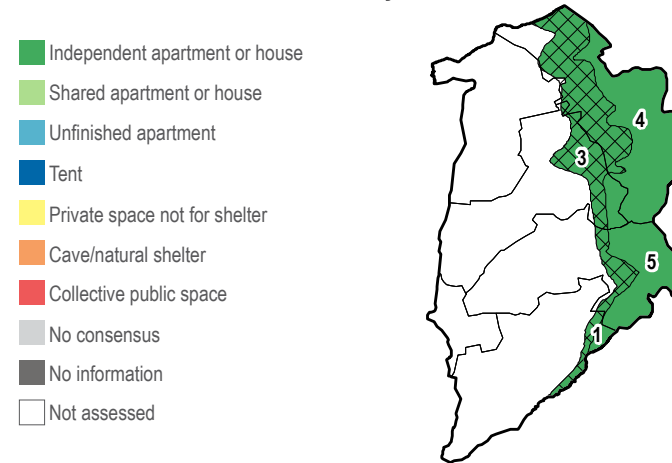 Independent apartment or house
Shared apartment or house
Unfinished apartment
Tent
Private space not for shelter
Cave/natural shelter
Collective public space
No consensus
No information
Not assessed
4
3
5
1